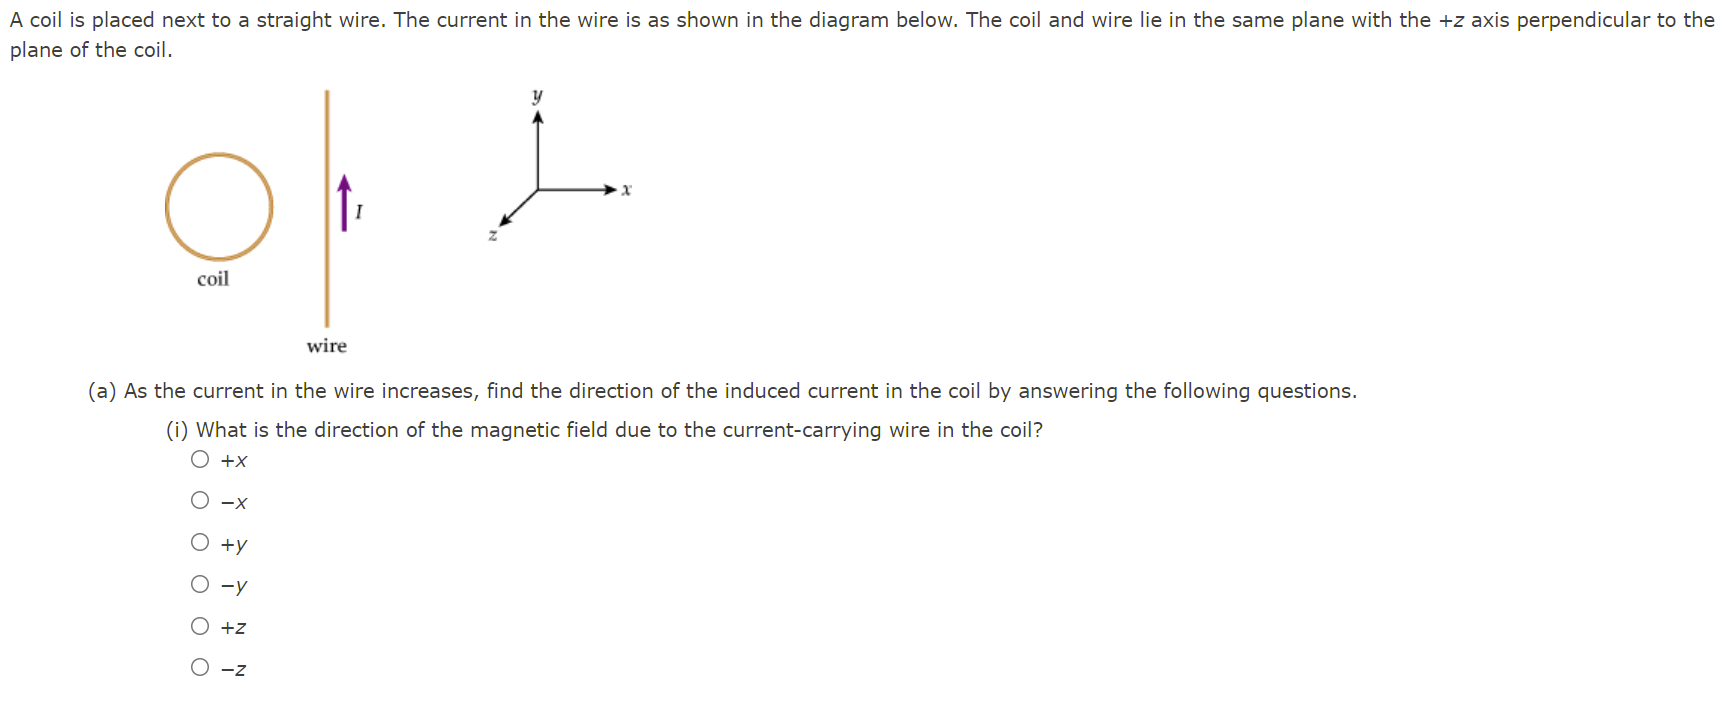 A coil is placed next to a straight wire. The current in the wire is as shown in the diagram below. The coil and wire lie in the same plane with the +z axis perpendicular to the
plane of the coil.
y
x
I
z
coil
wire
(a) As the current in the wire increases, find the direction of the induced current in the coil by answering the following questions.
(i) What is the direction of the magnetic field due to the current-carrying wire in the coil?
+x
−x
+y
−y
+z
−z